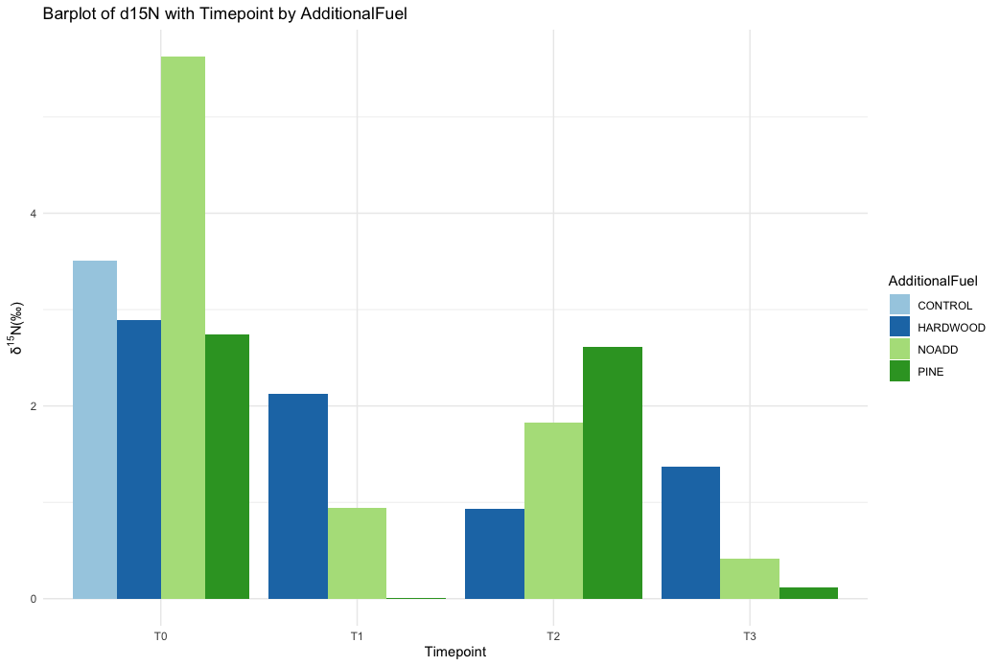 Barplot of d15N with Timepoint by AdditionalFuel
δ¹⁵N(‰)
4
2
0
T0 T1 T2 T3
Timepoint
AdditionalFuel
CONTROL
HARDWOOD
NOADD
PINE